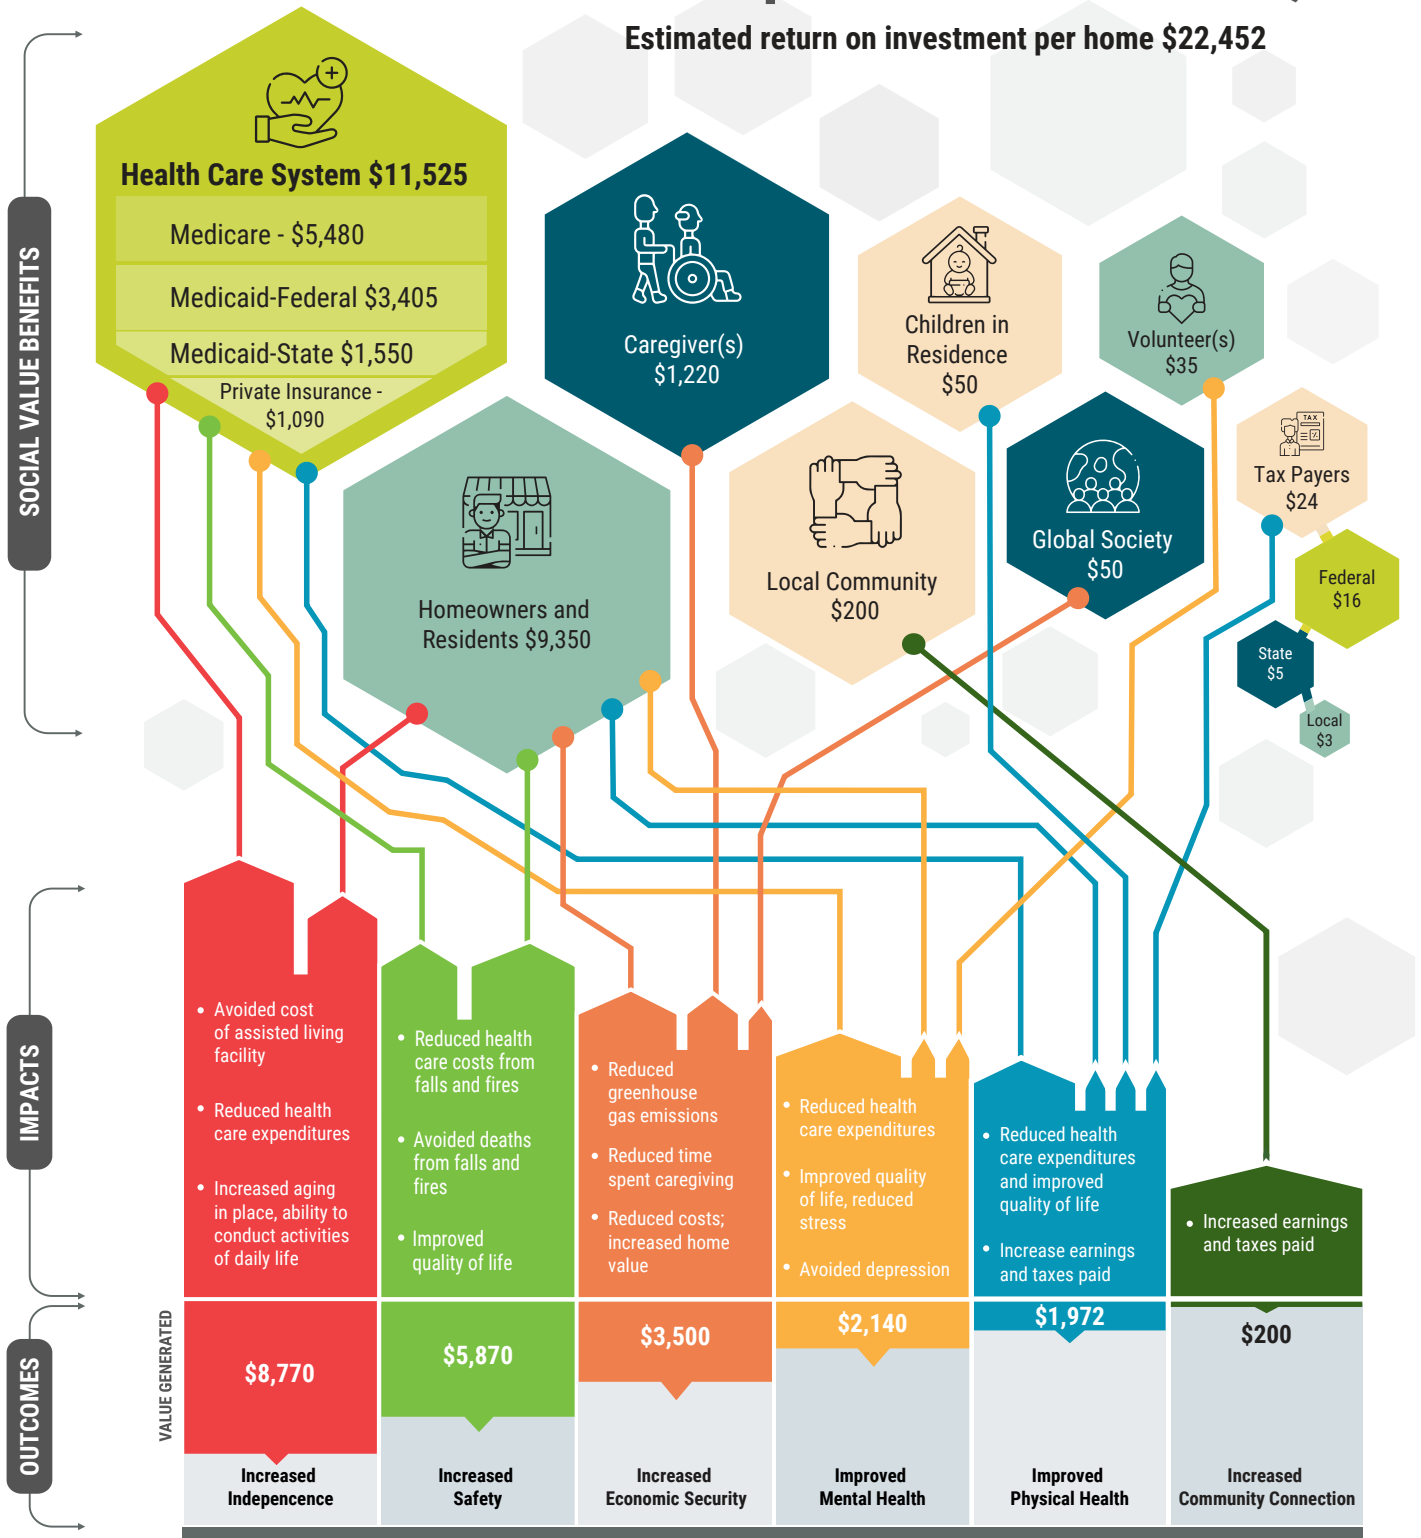 Estimated return on investment per home $22,452
SOCIAL VALUE BENEFITS
Health Care System $11,525
Medicare - $5,480
Medicaid-Federal $3,405
Medicaid-State $1,550
Private Insurance -
$1,090
Caregiver(s)
$1,220
Children in
Residence
$50
Volunteer(s)
$35
TAX
Tax Payers
$24
Federal
$16
State
$5
Local
$3
Homeowners and
Residents $9,350
Local Community
$200
Global Society
$50
IMPACTS
• Avoided cost
of assisted living
facility
• Reduced health
care expenditures
• Increased aging
in place, ability to
conduct activities
of daily life
• Reduced health
care costs from
falls and fires
• Avoided deaths
from falls and
fires
• Improved
quality of life
• Reduced
greenhouse
gas emissions
• Reduced time
spent caregiving
• Reduced costs;
increased home
value
• Reduced health
care expenditures
• Improved quality
of life, reduced
stress
• Avoided depression
• Reduced health
care expenditures
and improved
quality of life
• Increase earnings
and taxes paid
• Increased earnings
and taxes paid
OUTCOMES
VALUE GENERATED
$8,770
$5,870
$3,500
$2,140
$1,972
$200
Increased
Indepencence
Increased
Safety
Increased
Economic Security
Improved
Mental Health
Improved
Physical Health
Increased
Community Connection